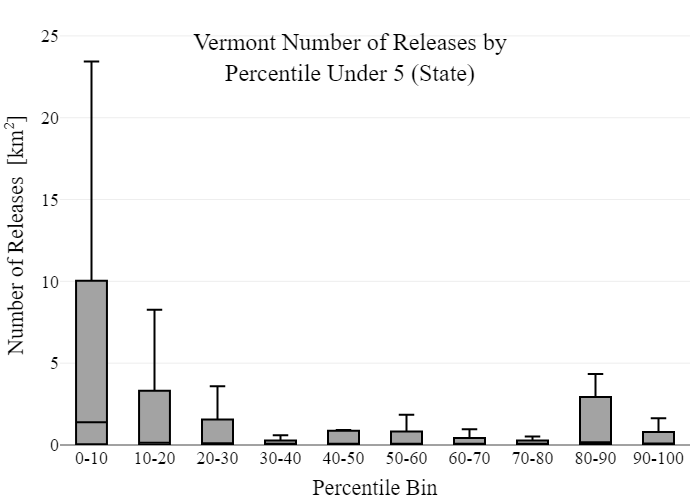 Vermont Number of Releases by
Percentile Under 5 (State)
Number of Releases [km²]
25
20
15
10
5
0
0-10 10-20 20-30 30-40 40-50 50-60 60-70 70-80 80-90 90-100
Percentile Bin